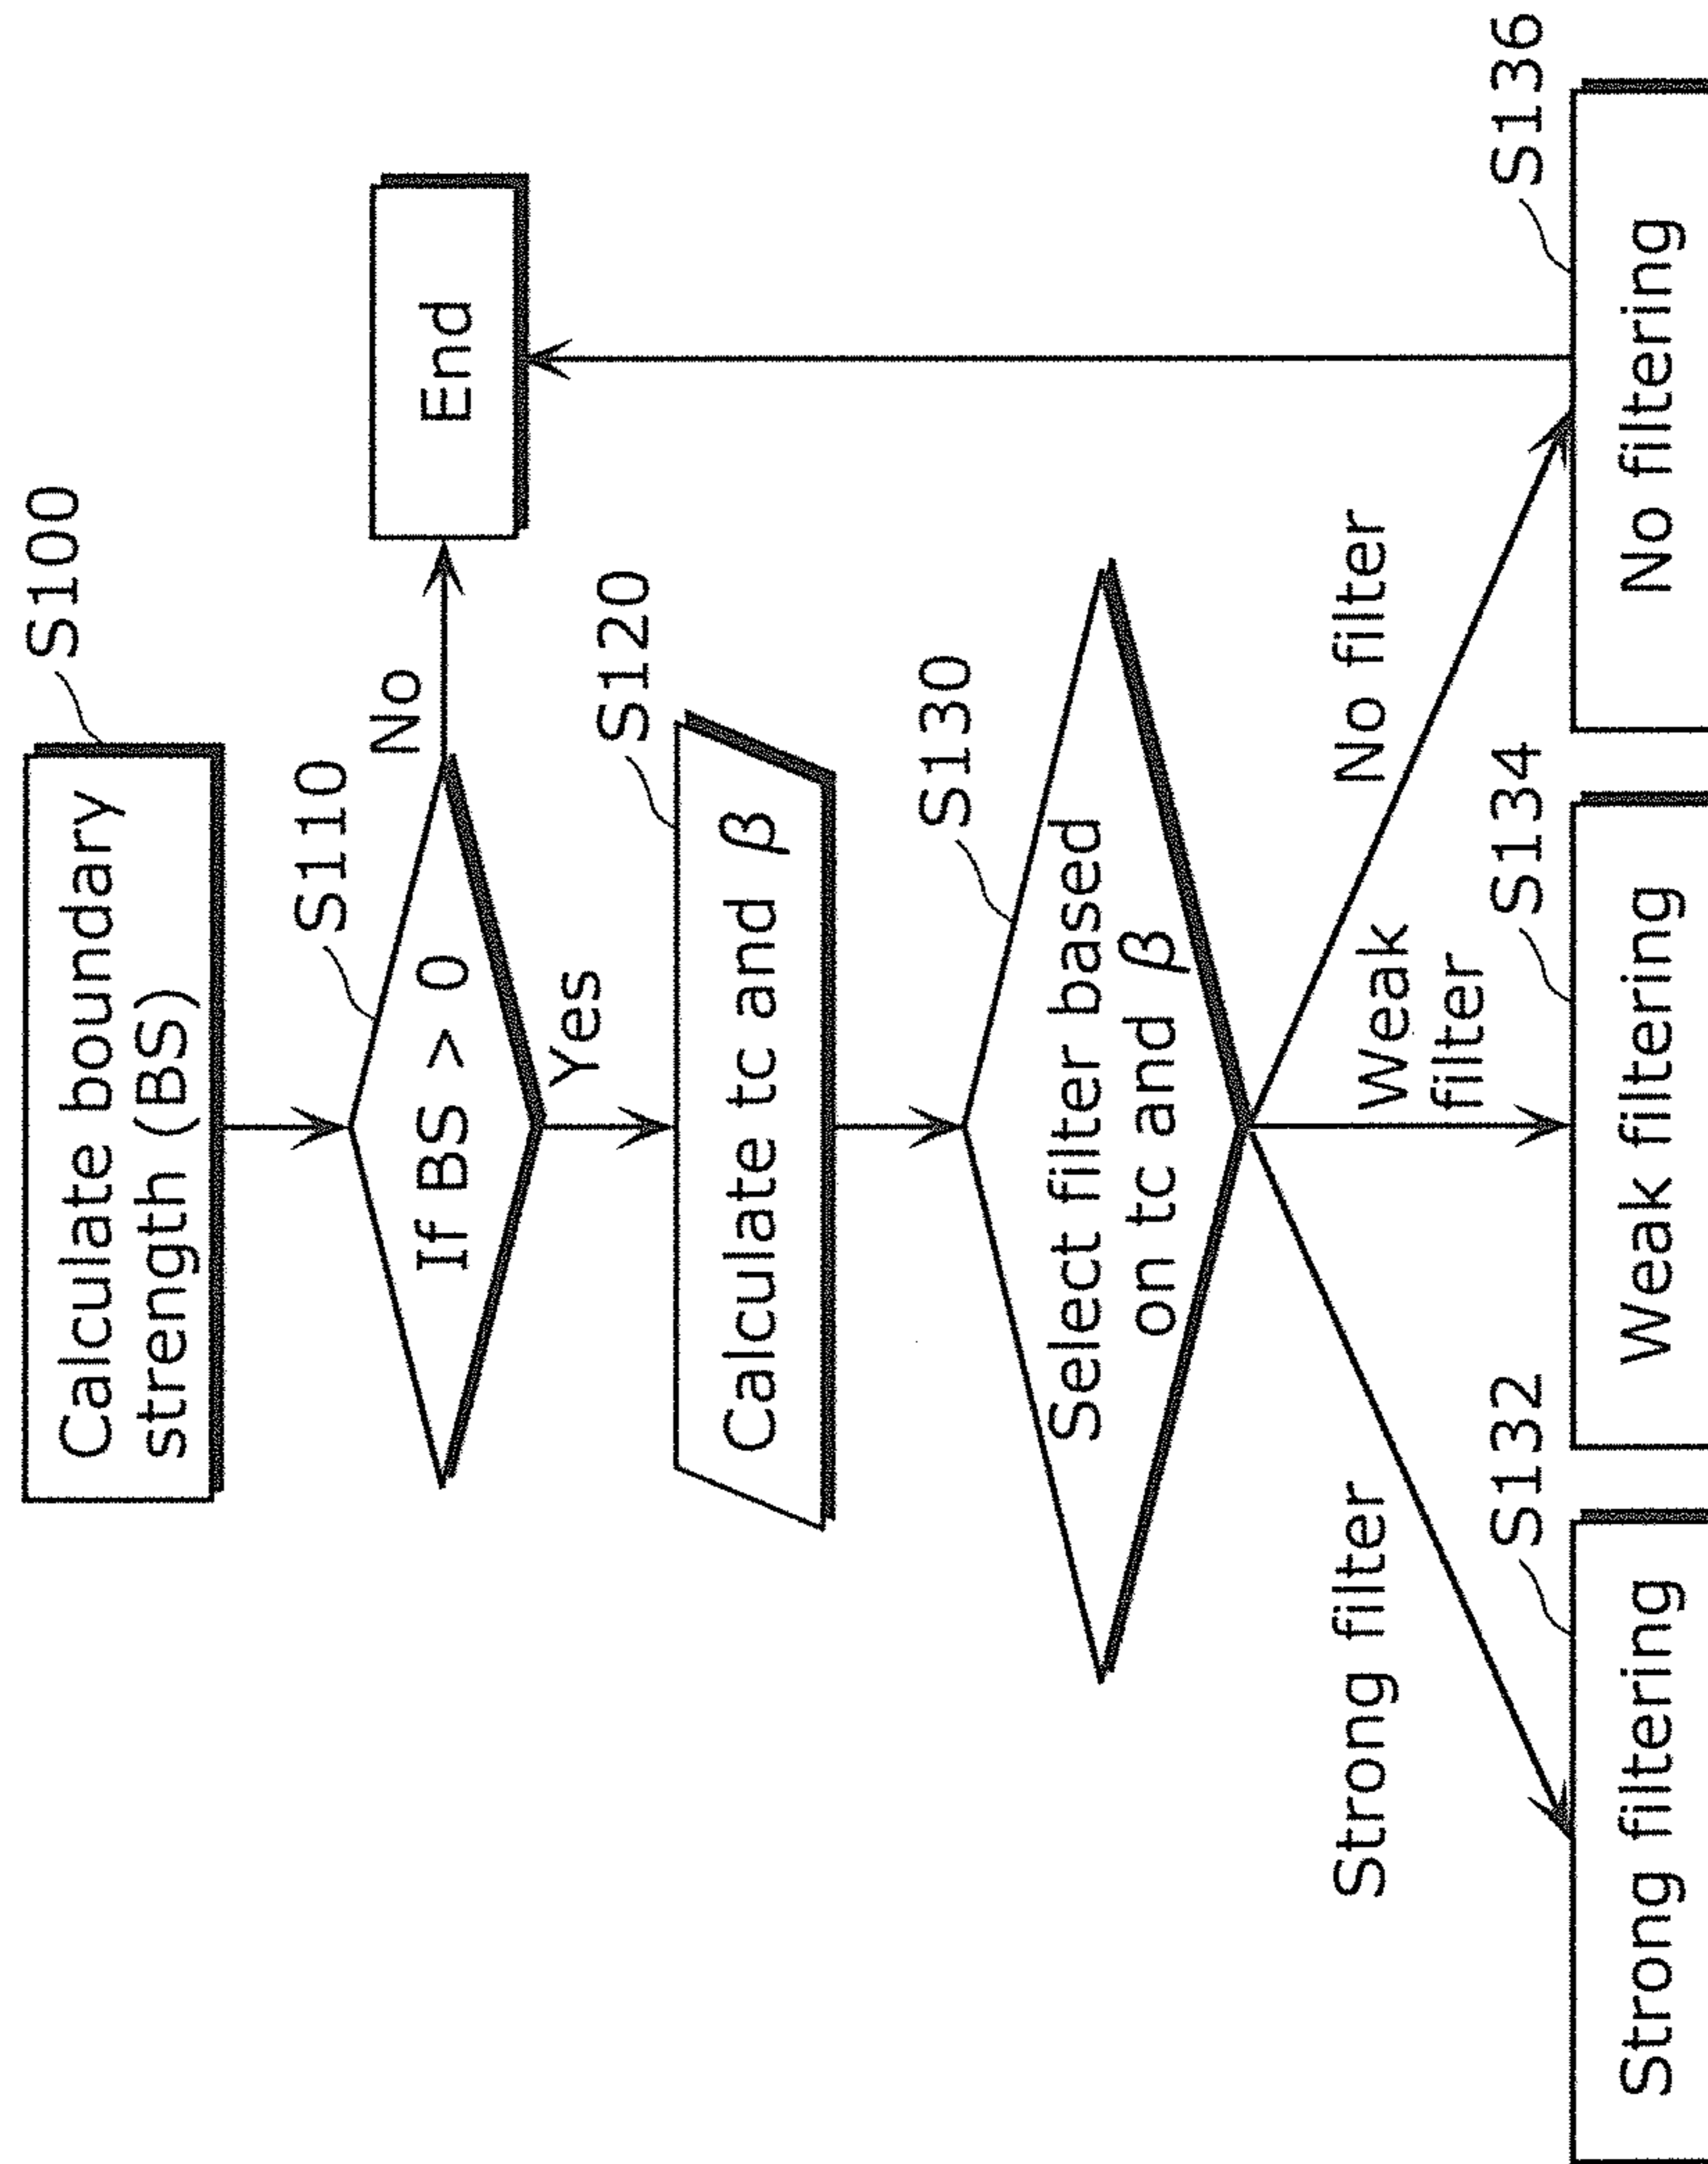 Calculate boundary
strength (BS)
S100
If BS > 0
S110
No
End
Yes
Calculate tc and β
S120
Select filter based
on tc and β
S130
Strong filter
Weak
filter
No filter
Strong filtering
S132
Weak filtering
S134
No filtering
S136